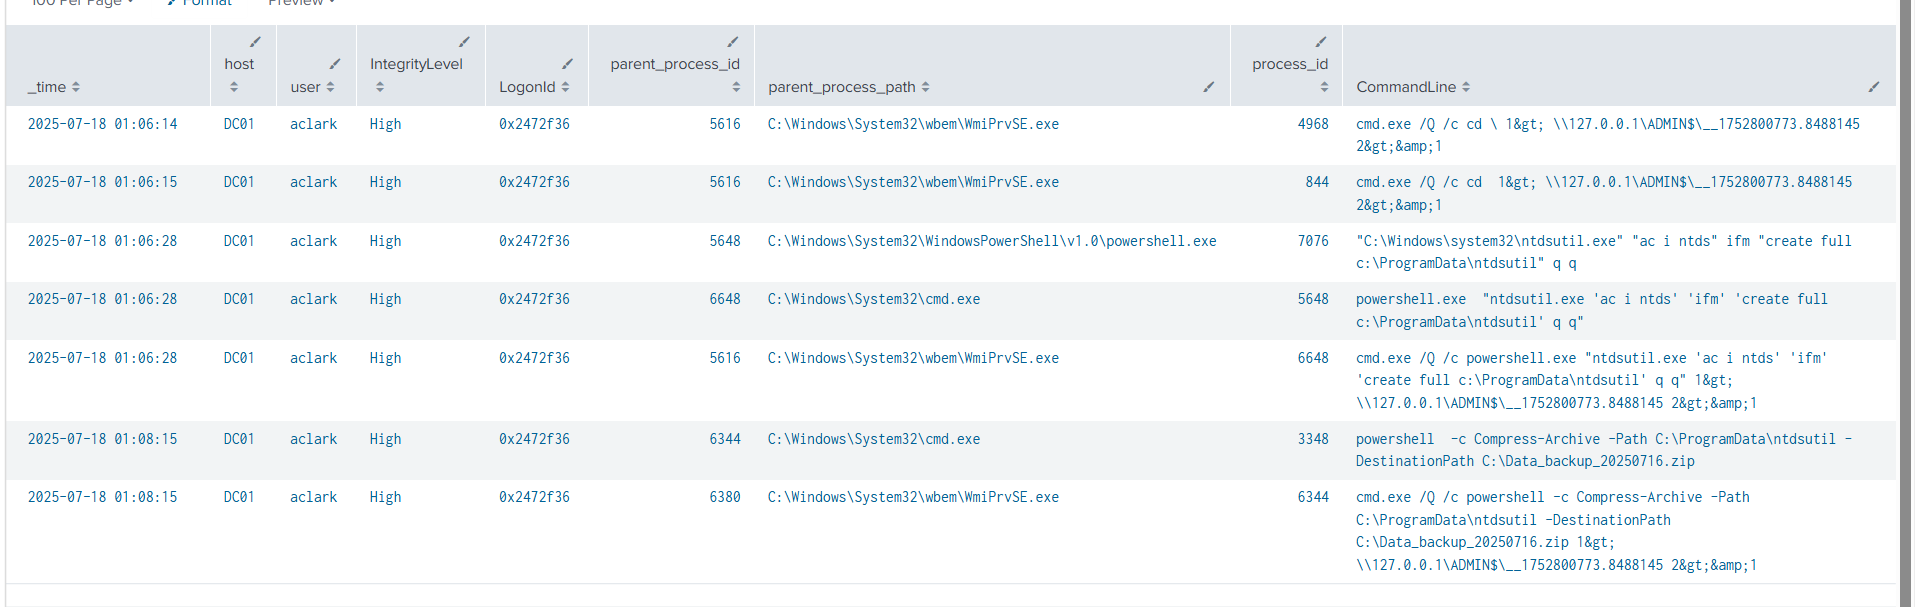 100 Per Page Format Preview
_time host user IntegrityLevel LogonId parent_process_id parent_process_path process_id CommandLine
2025-07-18 01:06:14 DC01 aclark High 0x2472f36 5616 C:\Windows\System32\wbem\WmiPrvSE.exe 4968 cmd.exe /Q /c cd \ 1&gt; \\127.0.0.1\ADMIN$\__1752800773.8488145
2&gt;&amp;1
2025-07-18 01:06:15 DC01 aclark High 0x2472f36 5616 C:\Windows\System32\wbem\WmiPrvSE.exe 844 cmd.exe /Q /c cd  1&gt; \\127.0.0.1\ADMIN$\__1752800773.8488145
2&gt;&amp;1
2025-07-18 01:06:28 DC01 aclark High 0x2472f36 5648 C:\Windows\System32\WindowsPowerShell\v1.0\powershell.exe 7076 "C:\Windows\system32\ntdsutil.exe" "ac i ntds" ifm "create full
c:\ProgramData\ntdsutil" q q
2025-07-18 01:06:28 DC01 aclark High 0x2472f36 6648 C:\Windows\System32\cmd.exe 5648 powershell.exe  "ntdsutil.exe 'ac i ntds' 'ifm' 'create full
c:\ProgramData\ntdsutil' q q"
2025-07-18 01:06:28 DC01 aclark High 0x2472f36 5616 C:\Windows\System32\wbem\WmiPrvSE.exe 6648 cmd.exe /Q /c powershell.exe "ntdsutil.exe 'ac i ntds' 'ifm'
'create full c:\ProgramData\ntdsutil' q q" 1&gt;
\\127.0.0.1\ADMIN$\__1752800773.8488145 2&gt;&amp;1
2025-07-18 01:08:15 DC01 aclark High 0x2472f36 6344 C:\Windows\System32\cmd.exe 3348 powershell  -c Compress-Archive -Path C:\ProgramData\ntdsutil -
DestinationPath C:\Data_backup_20250716.zip
2025-07-18 01:08:15 DC01 aclark High 0x2472f36 6380 C:\Windows\System32\wbem\WmiPrvSE.exe 6344 cmd.exe /Q /c powershell -c Compress-Archive -Path
C:\ProgramData\ntdsutil -DestinationPath
C:\Data_backup_20250716.zip 1&gt;
\\127.0.0.1\ADMIN$\__1752800773.8488145 2&gt;&amp;1